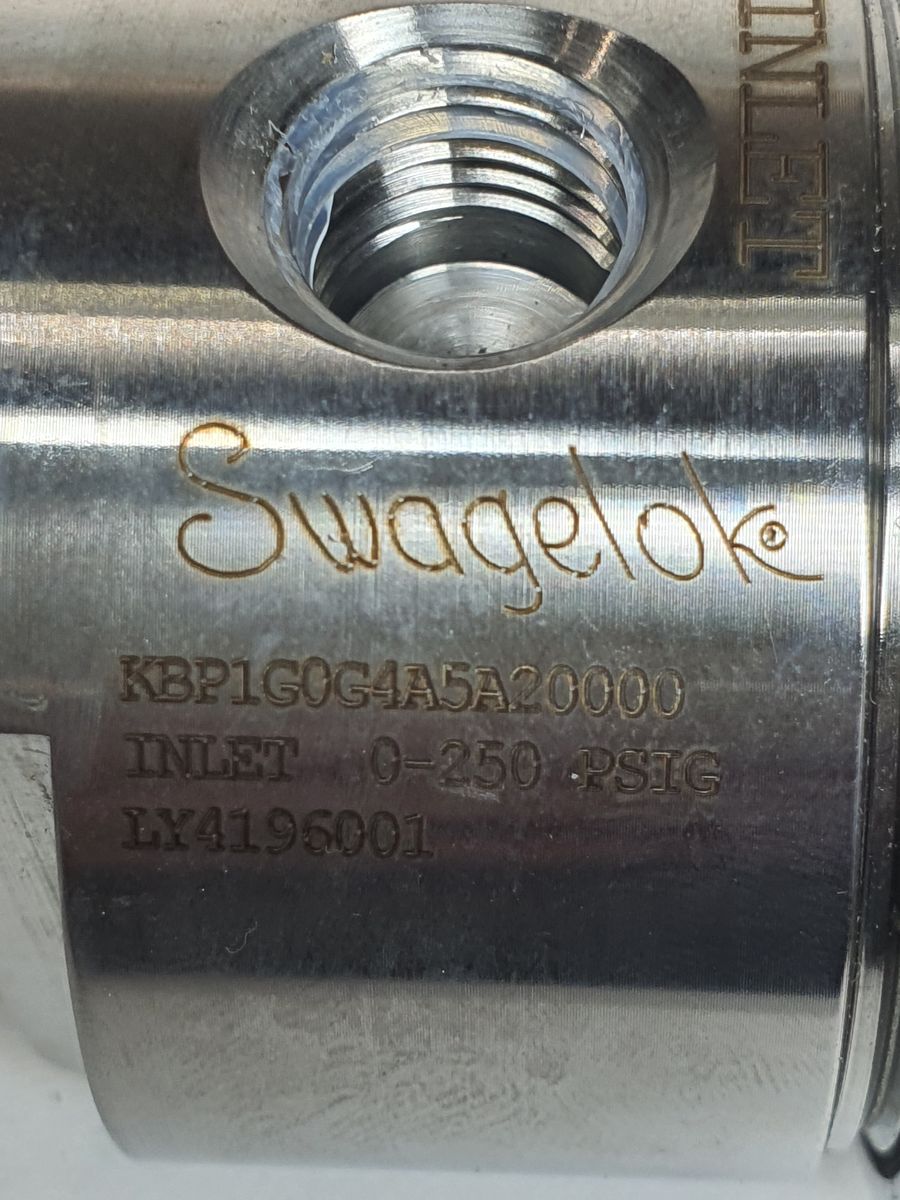 INLET
Swagelok
KBP1G0G4A5A20000
INLET 0-250 PSIG
LY4196001